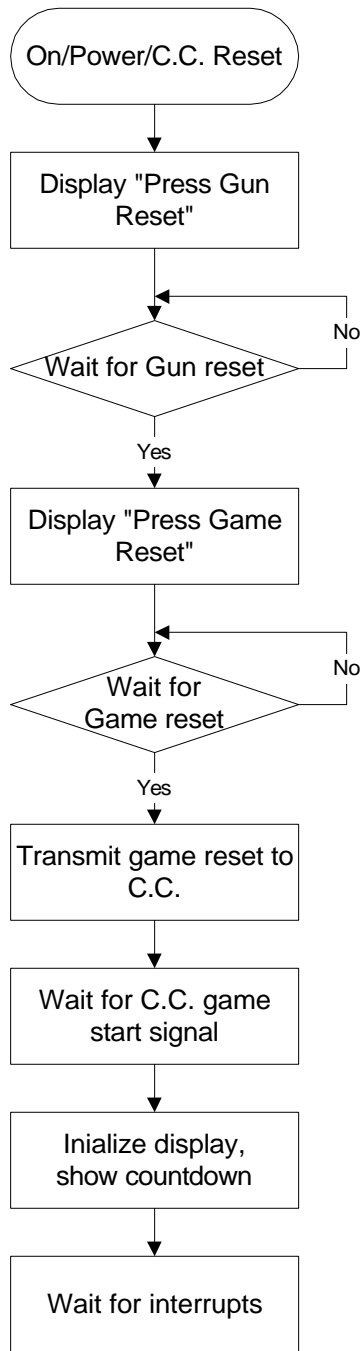 On/Power/C.C. Reset
Display "Press Gun
Reset"
No
Wait for Gun reset
Yes
Display "Press Game
Reset"
No
Wait for
Game reset
Yes
Transmit game reset to
C.C.
Wait for C.C. game
start signal
Inialize display,
show countdown
Wait for interrupts